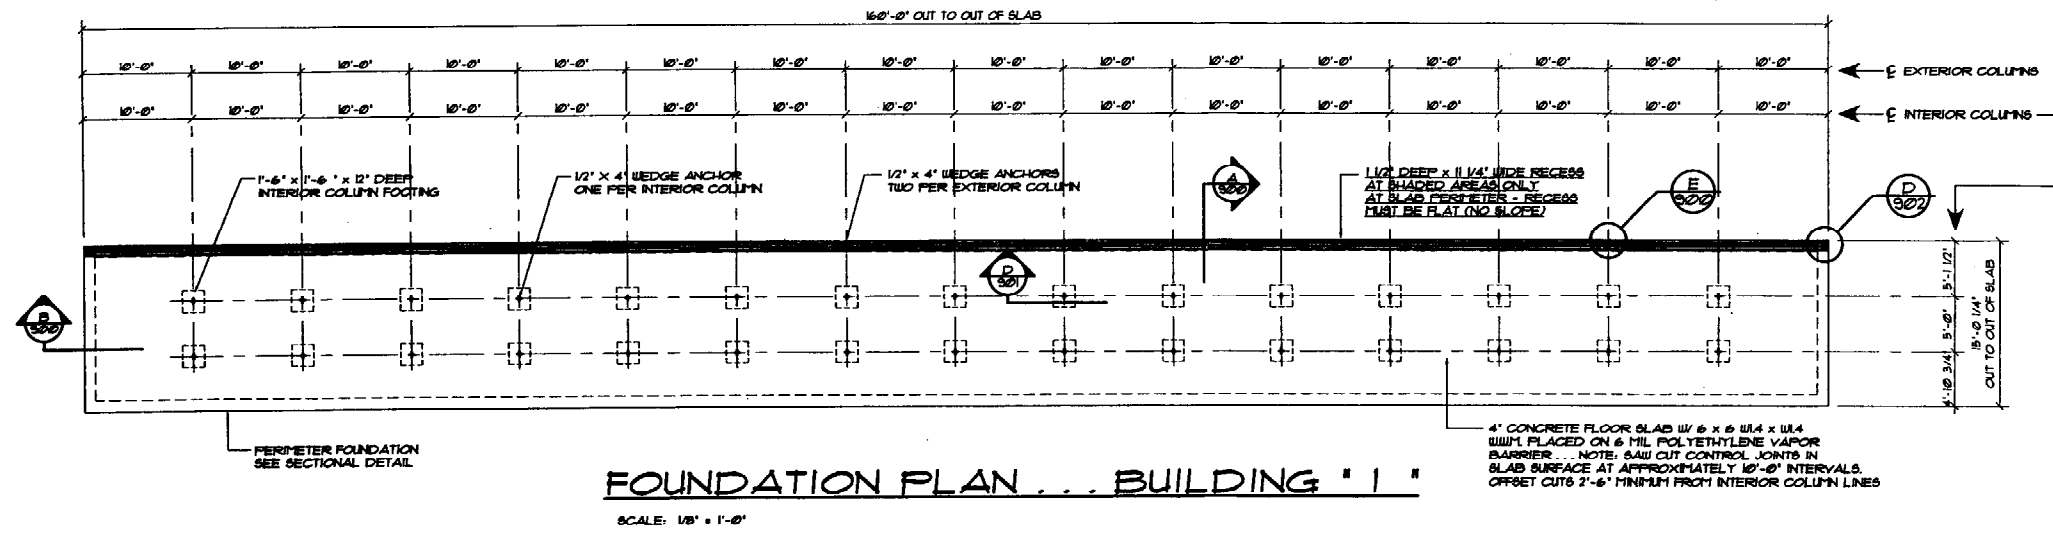 160'-0" OUT TO OUT OF SLAB
10'-0" 10'-0" 10'-0" 10'-0" 10'-0" 10'-0" 10'-0" 10'-0" 10'-0" 10'-0" 10'-0" 10'-0" 10'-0" 10'-0" 10'-0" 10'-0"
℄ EXTERIOR COLUMNS
10'-0" 10'-0" 10'-0" 10'-0" 10'-0" 10'-0" 10'-0" 10'-0" 10'-0" 10'-0" 10'-0" 10'-0" 10'-0" 10'-0" 10'-0" 10'-0"
℄ INTERIOR COLUMNS
1'-6" x 1'-6" x 12" DEEP
INTERIOR COLUMN FOOTING
1/2" X 4" WEDGE ANCHOR
ONE PER INTERIOR COLUMN
1/2" x 4" WEDGE ANCHORS
TWO PER EXTERIOR COLUMN
A
S00
1 1/2" DEEP x 11 1/4" WIDE RECESS
AT SHADED AREAS ONLY
AT SLAB PERIMETER - RECESS
MUST BE FLAT (NO SLOPE)
E
S00
D
S02
D
S01
B
S00
5'-1 1/2"
5'-0"
4'-10 3/4"
15'-0 1/4"
OUT TO OUT OF SLAB
PERIMETER FOUNDATION
SEE SECTIONAL DETAIL
4" CONCRETE FLOOR SLAB W/ 6 x 6 W1.4 x W1.4
WWM. PLACED ON 6 MIL POLYETHYLENE VAPOR
BARRIER . . . NOTE: SAW CUT CONTROL JOINTS IN
SLAB SURFACE AT APPROXIMATELY 10'-0" INTERVALS.
OFFSET CUTS 2'-6" MINIMUM FROM INTERIOR COLUMN LINES
FOUNDATION PLAN . . . BUILDING " 1 "
SCALE: 1/8" = 1'-0"